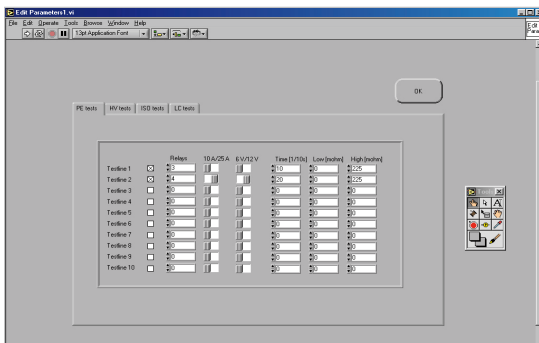 Edit Parameters1.vi
File Edit Operate Tools Browse Window Help
13pt Application Font
Edit
Para
OK
PE tests HV tests ISO tests LC tests
Relays 10 A/25 A 6 V/12 V Time [1/10s] Low [mohm] High [mohm]
Testline 1 3 10 0 225
Testline 2 4 20 0 225
Testline 3 0 0 0 0
Testline 4 0 0 0 0
Testline 5 0 0 0 0
Testline 6 0 0 0 0
Testline 7 0 0 0 0
Testline 8 0 0 0 0
Testline 9 0 0 0 0
Testline 10 0 0 0 0